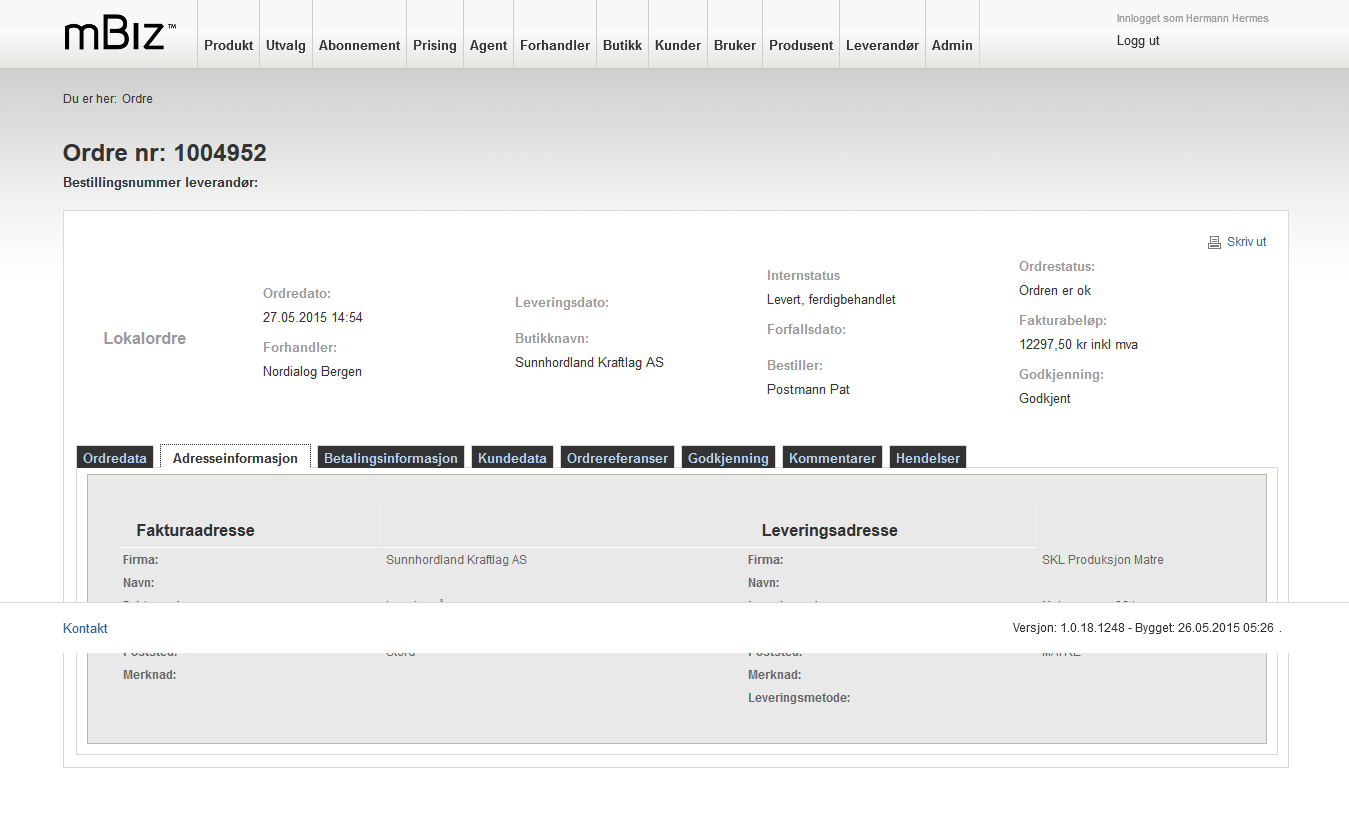 mBiz™
Produkt Utvalg Abonnement Prising Agent Forhandler Butikk Kunder Bruker Produsent Leverandør Admin
Innlogget som Hermann Hermes
Logg ut
Du er her: Ordre
Ordre nr: 1004952
Bestillingsnummer leverandør:
Skriv ut
Lokalordre
Ordredato:
27.05.2015 14:54
Forhandler:
Nordialog Bergen
Leveringsdato:
Butikknavn:
Sunnhordland Kraftlag AS
Internstatus
Levert, ferdigbehandlet
Forfallsdato:
Bestiller:
Postmann Pat
Ordrestatus:
Ordren er ok
Fakturabeløp:
12297,50 kr inkl mva
Godkjenning:
Godkjent
Ordredata Adresseinformasjon Betalingsinformasjon Kundedata Ordrereferanser Godkjenning Kommentarer Hendelser
Fakturaadresse Leveringsadresse
Firma: Sunnhordland Kraftlag AS Firma: SKL Produksjon Matre
Navn: Navn:
Kontakt Versjon: 1.0.18.1248 - Bygget: 26.05.2015 05:26 .
Poststed: Stord Poststed: MATRE
Merknad: Merknad:
Leveringsmetode: